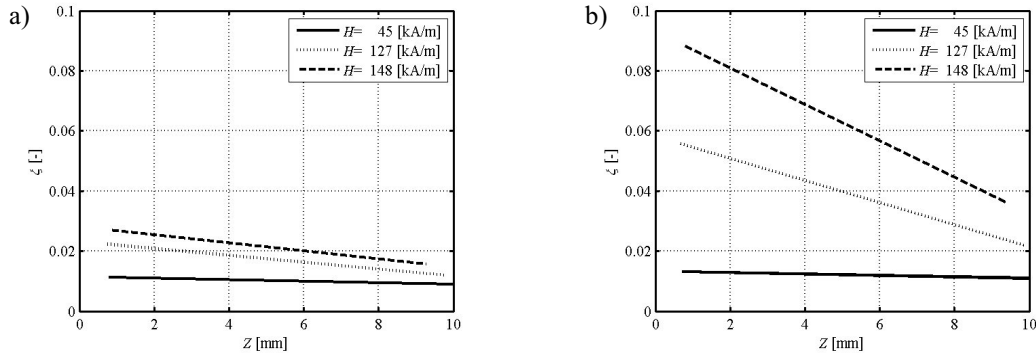 a)
ξ [-]
0.1
0.08
0.06
0.04
0.02
0
0 2 4 6 8 10
Z [mm]
H= 45 [kA/m]
H= 127 [kA/m]
H= 148 [kA/m]
b)
ξ [-]
0.1
0.08
0.06
0.04
0.02
0
0 2 4 6 8 10
Z [mm]
H= 45 [kA/m]
H= 127 [kA/m]
H= 148 [kA/m]